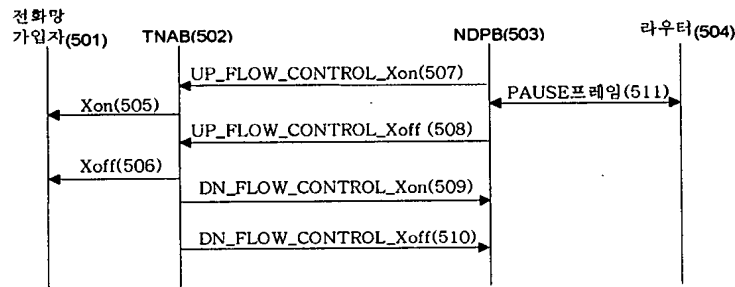 전화망
가입자(501)
TNAB(502)
NDPB(503)
라우터(504)
UP_FLOW_CONTROL_Xon(507)
PAUSE프레임(511)
Xon(505)
UP_FLOW_CONTROL_Xoff (508)
Xoff(506)
DN_FLOW_CONTROL_Xon(509)
DN_FLOW_CONTROL_Xoff(510)